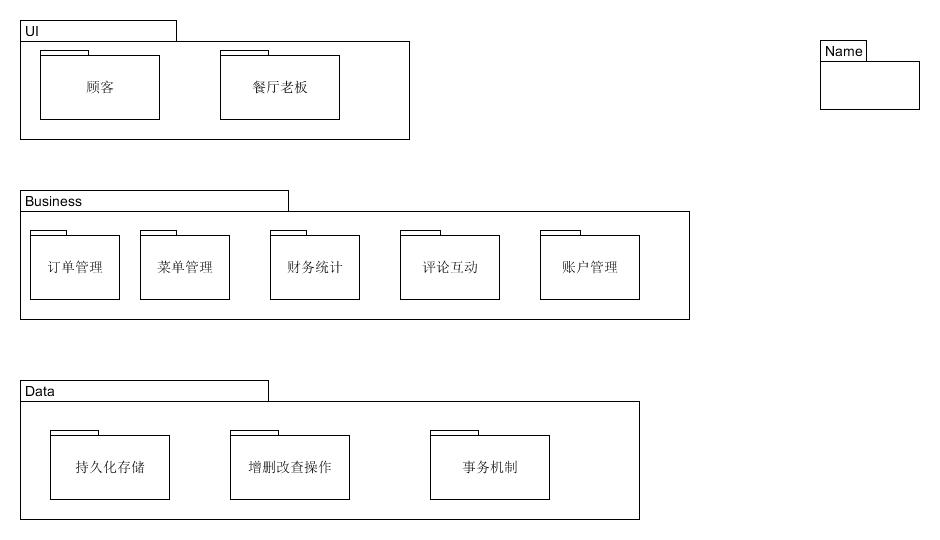 UI
顾客
餐厅老板
Name
Business
订单管理
菜单管理
财务统计
评论互动
账户管理
Data
持久化存储
增删改查操作
事务机制